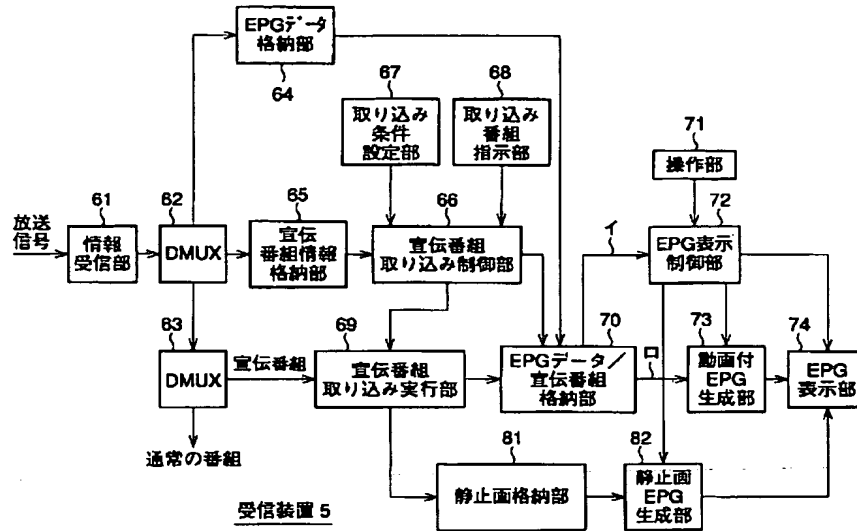 EPGデータ
格納部
64
67
取り込み
条件
設定部
68
取り込み
番組
指示部
71
操作部
放送
信号
61
情報
受信部
62
DMUX
65
宣伝
番組情報
格納部
66
宣伝番組
取り込み制御部
イ
72
EPG表示
制御部
63
DMUX
宣伝番組
69
宣伝番組
取り込み実行部
70
EPGデータ/
宣伝番組
格納部
ロ
73
動画付
EPG
生成部
74
EPG
表示部
通常の番組
81
静止画格納部
82
静止画
EPG
生成部
受信装置5